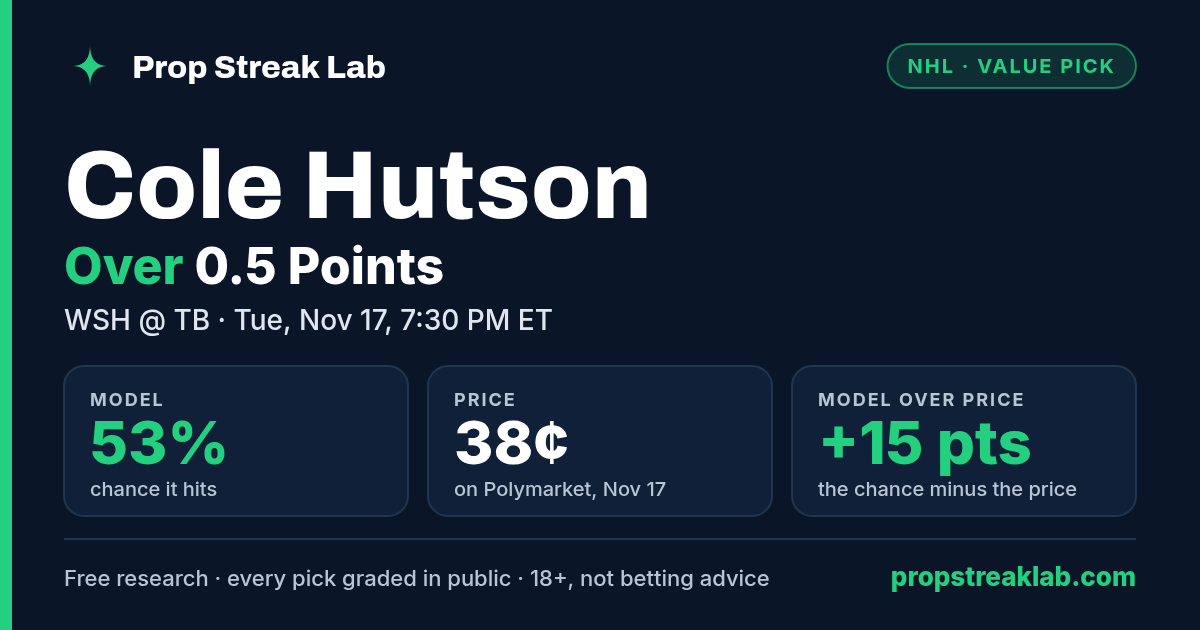 Prop Streak Lab
NHL · VALUE PICK
Cole Hutson
Over 0.5 Points
WSH @ TB · Tue, Nov 17, 7:30 PM ET
MODEL
53%
chance it hits
PRICE
38¢
on Polymarket, Nov 17
MODEL OVER PRICE
+15 pts
the chance minus the price
Free research · every pick graded in public · 18+, not betting advice
propstreaklab.com